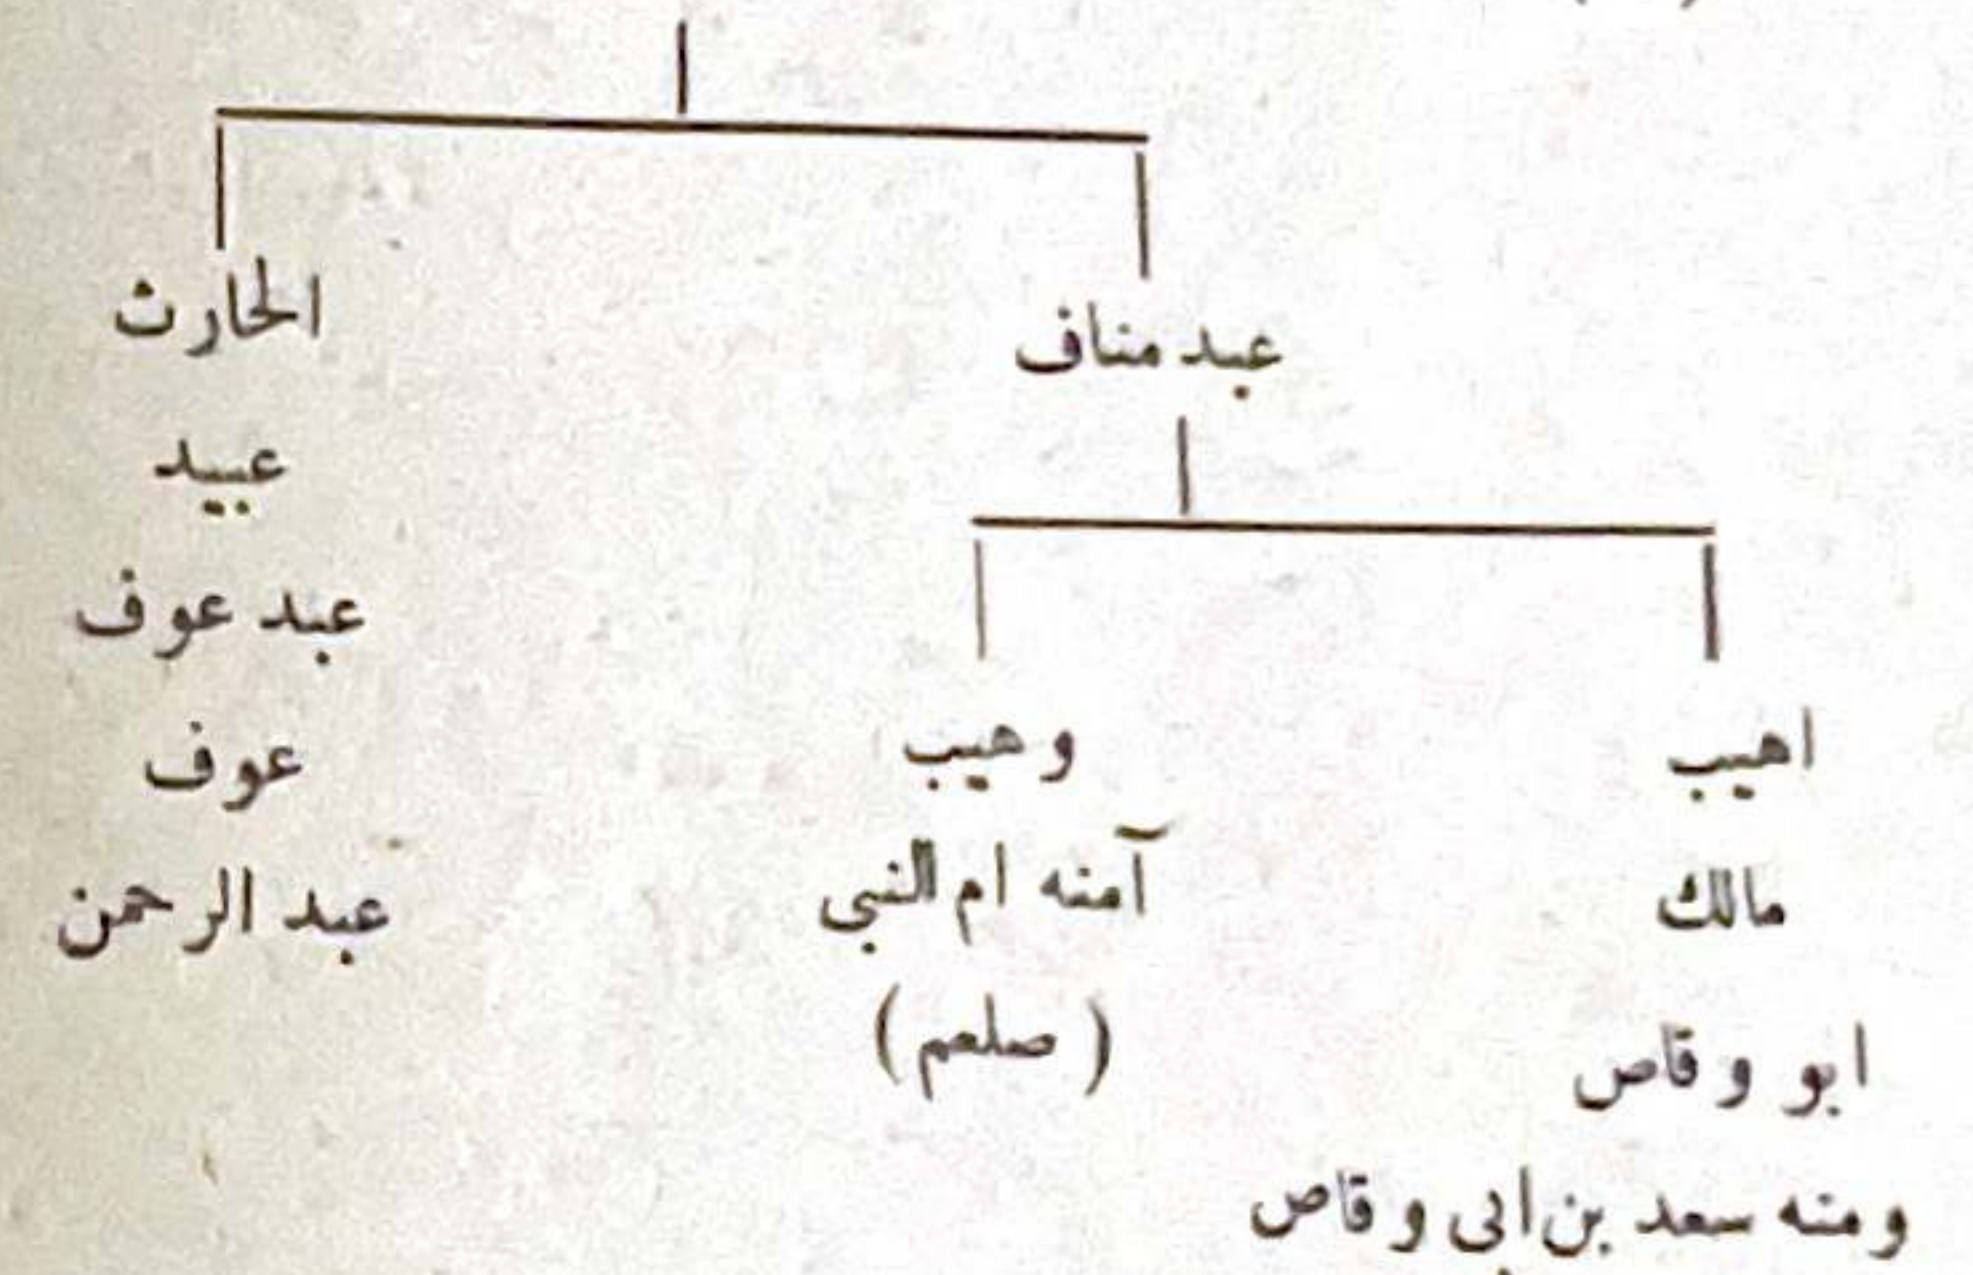 عبد مناف
الحارث
اهيب
مالك
ابو وقاص
ومنه سعد بن ابى وقاص
وهيب
آمنه ام النبى
( صلعم )
عبيد
عبد عوف
عوف
عبد الرحمن